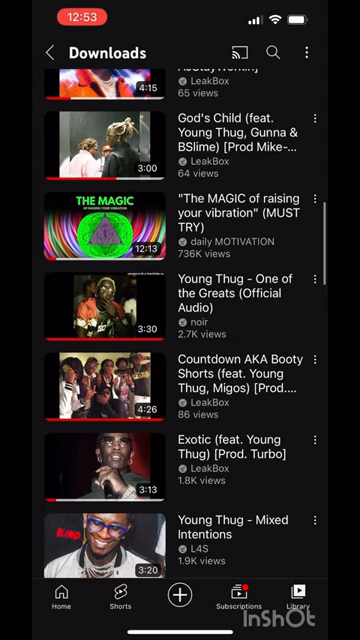 12:53
Downloads
4:15
LeakBox
65 views
God's Child (feat.
Young Thug, Gunna &
BSlime) [Prod Mike-...
LeakBox
64 views
3:00
THE MAGIC
OF RAISING YOUR VIBRATION
12:13
"The MAGIC of raising
your vibration" (MUST
TRY)
daily MOTIVATION
736K views
Young Thug - One of
the Greats (Official
Audio)
noir
2.7K views
3:30
Countdown AKA Booty
Shorts (feat. Young
Thug, Migos) [Prod....
LeakBox
86 views
4:26
Exotic (feat. Young
Thug) [Prod. Turbo]
LeakBox
1.8K views
3:13
Young Thug - Mixed
Intentions
L4S
1.9K views
3:20
Home
Shorts
Subscriptions
Library
InShOt